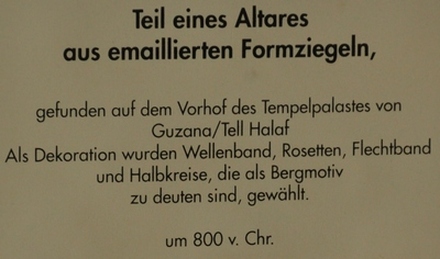 Teil eines Altares
aus emaillierten Formziegeln,
gefunden auf dem Vorhof des Tempelpalastes von
Guzana/Tell Halaf
Als Dekoration wurden Wellenband, Rosetten, Flechtband
und Halbkreise, die als Bergmotiv
zu deuten sind, gewählt.
um 800 v. Chr.